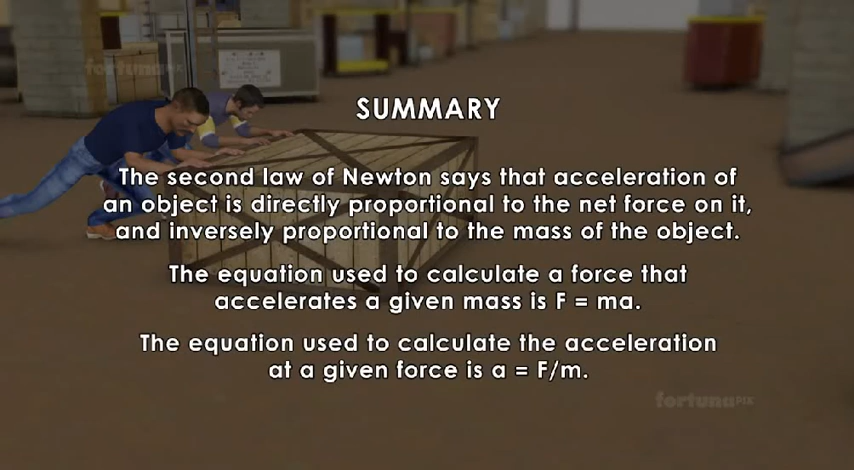 fortunaPIX
SUMMARY
The second law of Newton says that acceleration of
an object is directly proportional to the net force on it,
and inversely proportional to the mass of the object.
The equation used to calculate a force that
accelerates a given mass is F = ma.
The equation used to calculate the acceleration
at a given force is a = F/m.
fortunaPIX